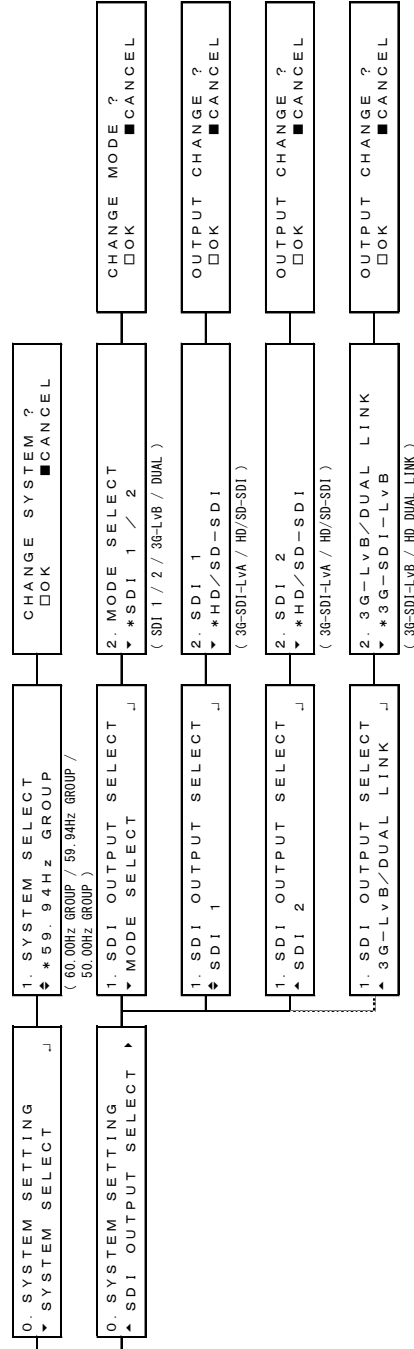 0. SYSTEM SETTING
▼ SYSTEM SELECT ┘
1. SYSTEM SELECT
♦ *59. 94Hz GROUP ┘
( 60.00Hz GROUP / 59.94Hz GROUP /
50.00Hz GROUP )
CHANGE SYSTEM ?
□OK ■CANCEL
0. SYSTEM SETTING
▲ SDI OUTPUT SELECT ▶
1. SDI OUTPUT SELECT
▼ MODE SELECT ┘
2. MODE SELECT
▼ *SDI 1 / 2
( SDI 1 / 2 / 3G-LvB / DUAL )
CHANGE MODE ?
□OK ■CANCEL
1. SDI OUTPUT SELECT
♦ SDI 1 ┘
2. SDI 1
▼ *HD/SD-SDI
( 3G-SDI-LvA / HD/SD-SDI )
OUTPUT CHANGE ?
□OK ■CANCEL
1. SDI OUTPUT SELECT
▲ SDI 2 ┘
2. SDI 2
▼ *HD/SD-SDI
( 3G-SDI-LvA / HD/SD-SDI )
OUTPUT CHANGE ?
□OK ■CANCEL
1. SDI OUTPUT SELECT
▲ 3G-LvB/DUAL LINK ┘
2. 3G-LvB/DUAL LINK
▼ *3G-SDI-LvB
( 3G-SDI-LvB / HD DUAL LINK )
OUTPUT CHANGE ?
□OK ■CANCEL